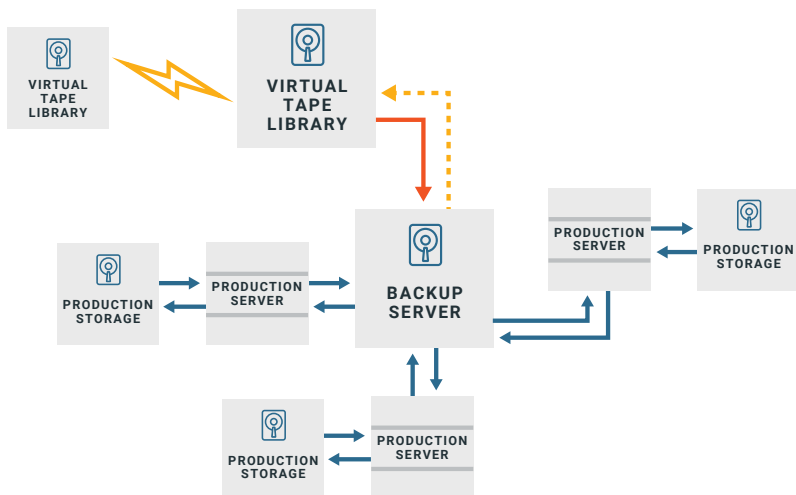 VIRTUAL
TAPE
LIBRARY
VIRTUAL
TAPE
LIBRARY
PRODUCTION
SERVER
PRODUCTION
STORAGE
PRODUCTION
STORAGE
PRODUCTION
SERVER
BACKUP
SERVER
PRODUCTION
STORAGE
PRODUCTION
SERVER